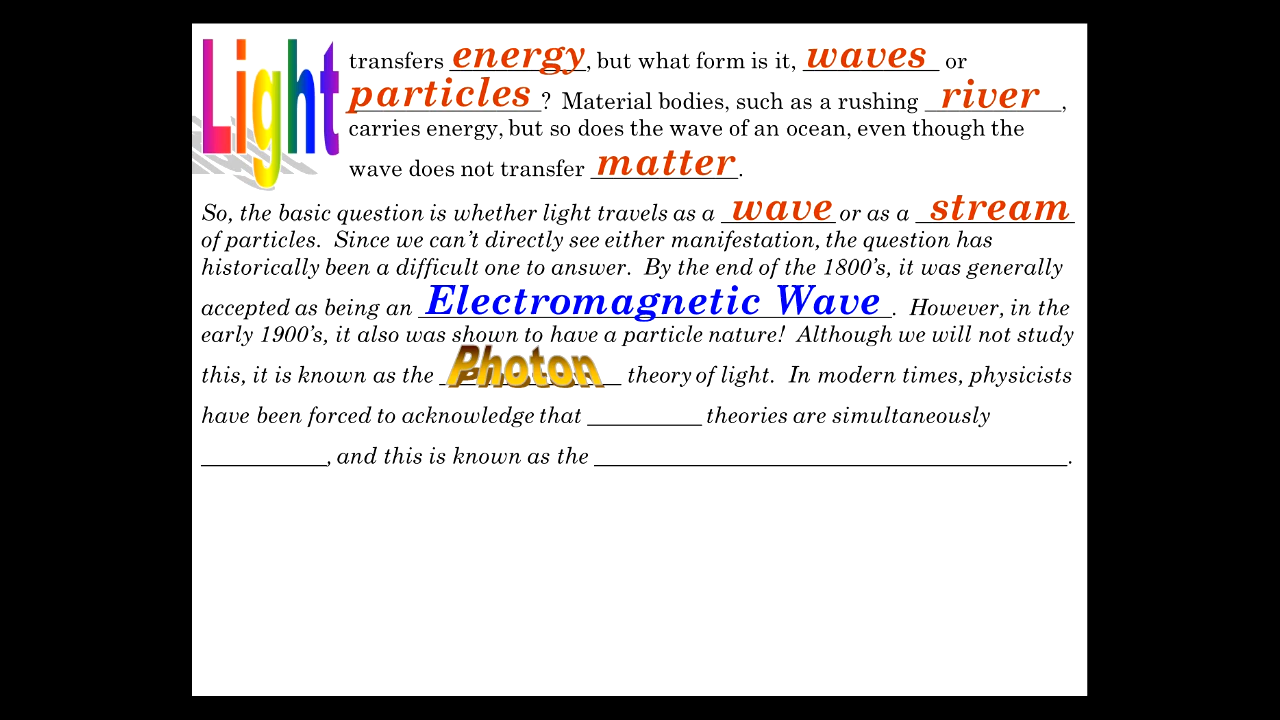 Light transfers energy, but what form is it, waves or
particles? Material bodies, such as a rushing river,
carries energy, but so does the wave of an ocean, even though the
wave does not transfer matter.
So, the basic question is whether light travels as a wave or as a stream
of particles. Since we can't directly see either manifestation, the question has
historically been a difficult one to answer. By the end of the 1800's, it was generally
accepted as being an Electromagnetic Wave. However, in the
early 1900's, it also was shown to have a particle nature! Although we will not study
this, it is known as the Photon theory of light. In modern times, physicists
have been forced to acknowledge that __________ theories are simultaneously
___________, and this is known as the ________________________________________.